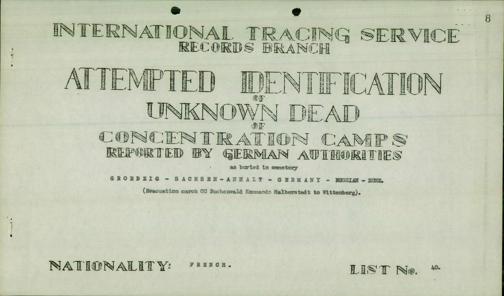 8
INTERNATIONAL TRACING SERVICE
RECORDS BRANCH
ATTEMPTED IDENTIFICATION
OF
UNKNOWN DEAD
OF
CONCENTRATION CAMPS
REPORTED BY GERMAN AUTHORITIES
as buried in cemetery
GROEBZIG - SACHSEN-ANHALT - GERMANY - RUSSIAN - ZONE.
(Evacuation march CC Buchenwald Kommando Halberstadt to Wittenberg).
NATIONALITY: FRENCH.
LIST No. 40.